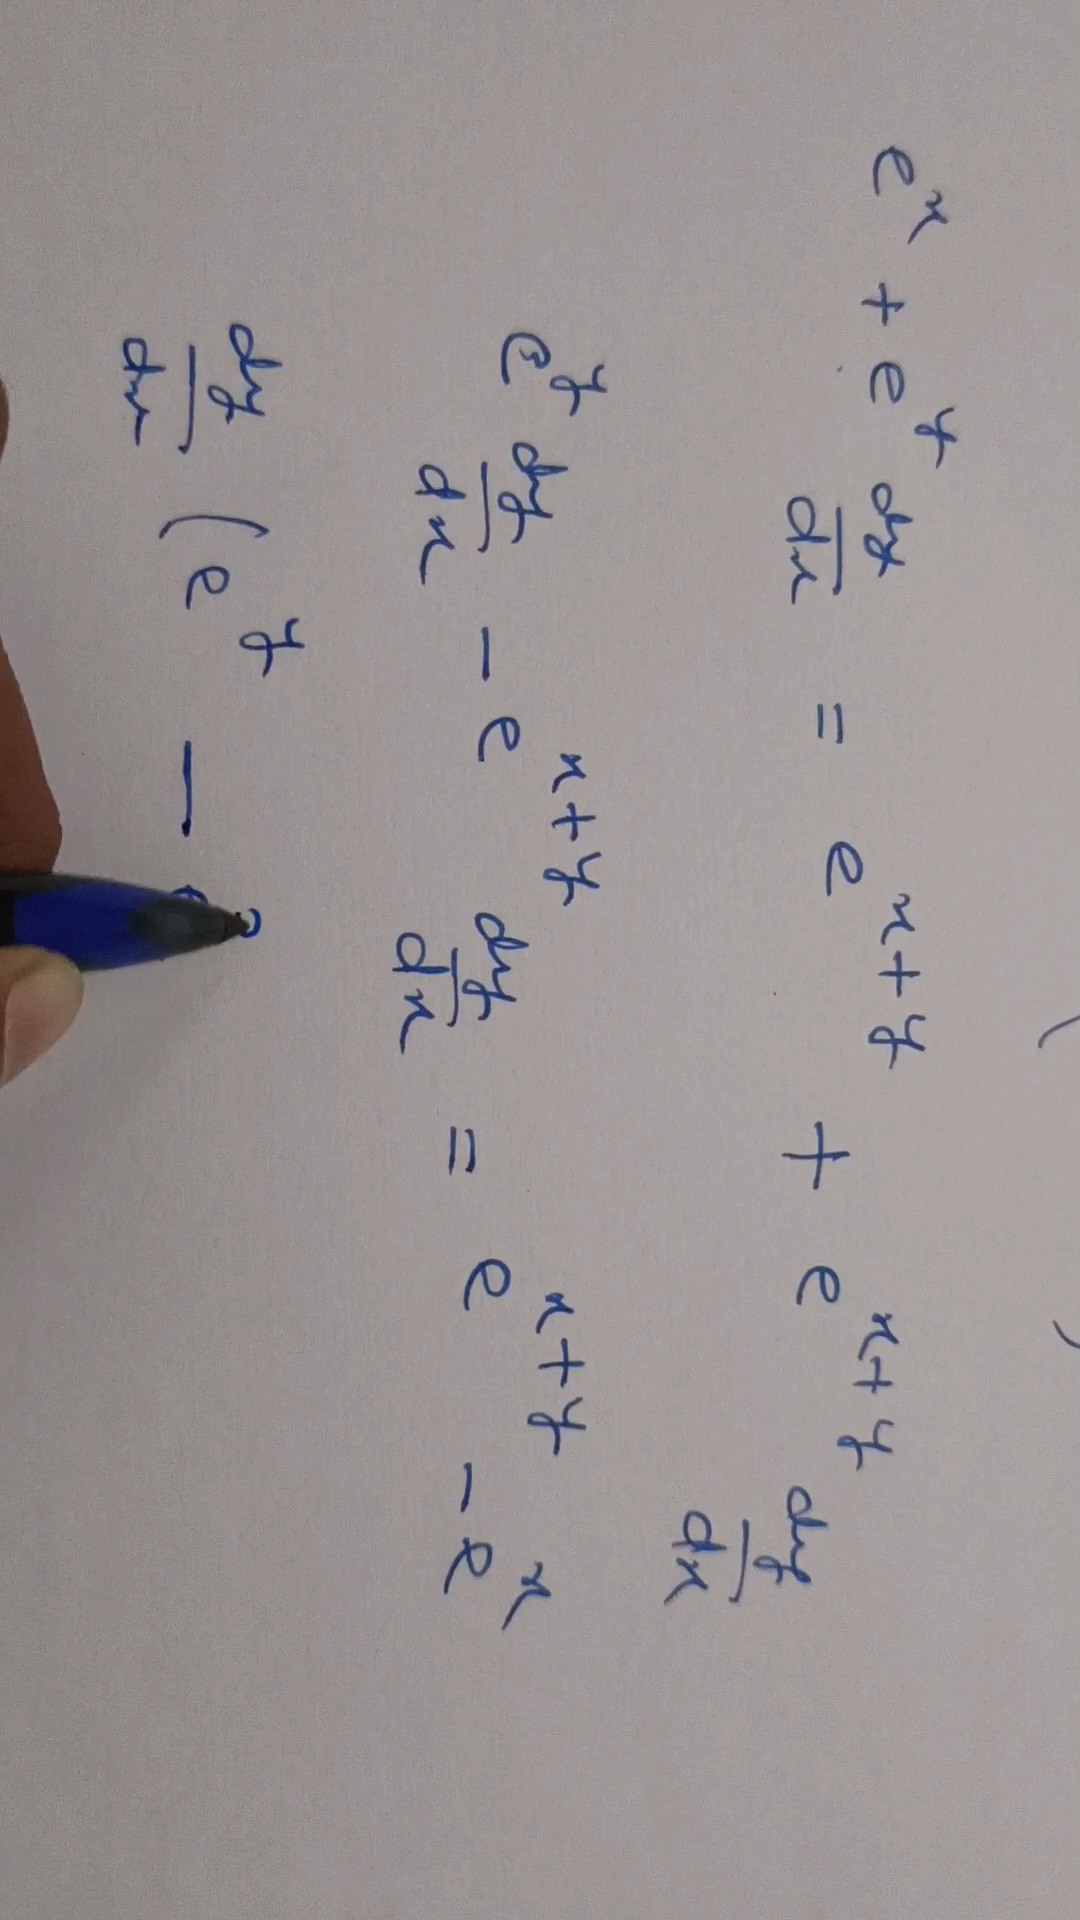 e^x + e^y dy/dx = e^{x+y} + e^{x+y} dy/dx
e^y dy/dx - e^{x+y} dy/dx = e^{x+y} - e^x
dy/dx (e^y -